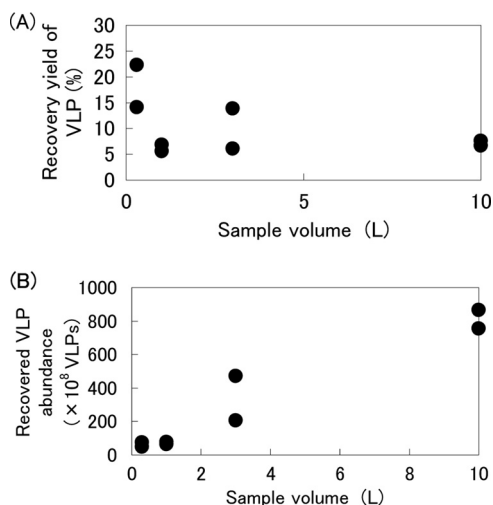 (A)
Recovery yield of
VLP (%)
30
25
20
15
10
5
0
0 5 10
Sample volume (L)
(B)
Recovered VLP
abundance
(×10⁸ VLPs)
1000
800
600
400
200
0
0 2 4 6 8 10
Sample volume (L)